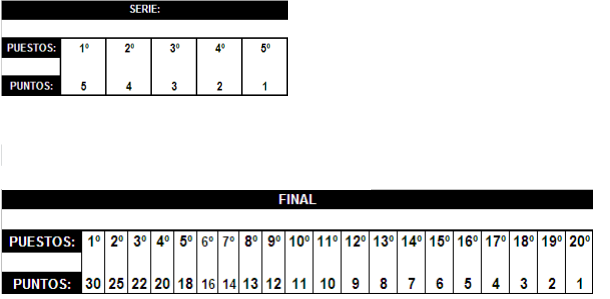 SERIE:
PUESTOS: 1º 2º 3º 4º 5º
PUNTOS: 5 4 3 2 1
FINAL
PUESTOS: 1º 2º 3º 4º 5º 6º 7º 8º 9º 10º 11º 12º 13º 14º 15º 16º 17º 18º 19º 20º
PUNTOS: 30 25 22 20 18 16 14 13 12 11 10 9 8 7 6 5 4 3 2 1